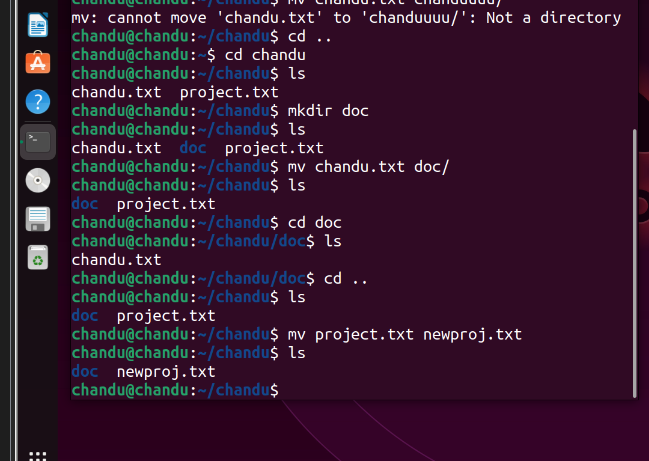 mv chandu.txt chanduuuu/
mv: cannot move 'chandu.txt' to 'chanduuuu/': Not a directory
chandu@chandu:~/chandu$ cd ..
chandu@chandu:~$ cd chandu
chandu@chandu:~/chandu$ ls
chandu.txt  project.txt
chandu@chandu:~/chandu$ mkdir doc
chandu@chandu:~/chandu$ ls
chandu.txt  doc  project.txt
chandu@chandu:~/chandu$ mv chandu.txt doc/
chandu@chandu:~/chandu$ ls
doc  project.txt
chandu@chandu:~/chandu$ cd doc
chandu@chandu:~/chandu/doc$ ls
chandu.txt
chandu@chandu:~/chandu/doc$ cd ..
chandu@chandu:~/chandu$ ls
doc  project.txt
chandu@chandu:~/chandu$ mv project.txt newproj.txt
chandu@chandu:~/chandu$ ls
doc  newproj.txt
chandu@chandu:~/chandu$